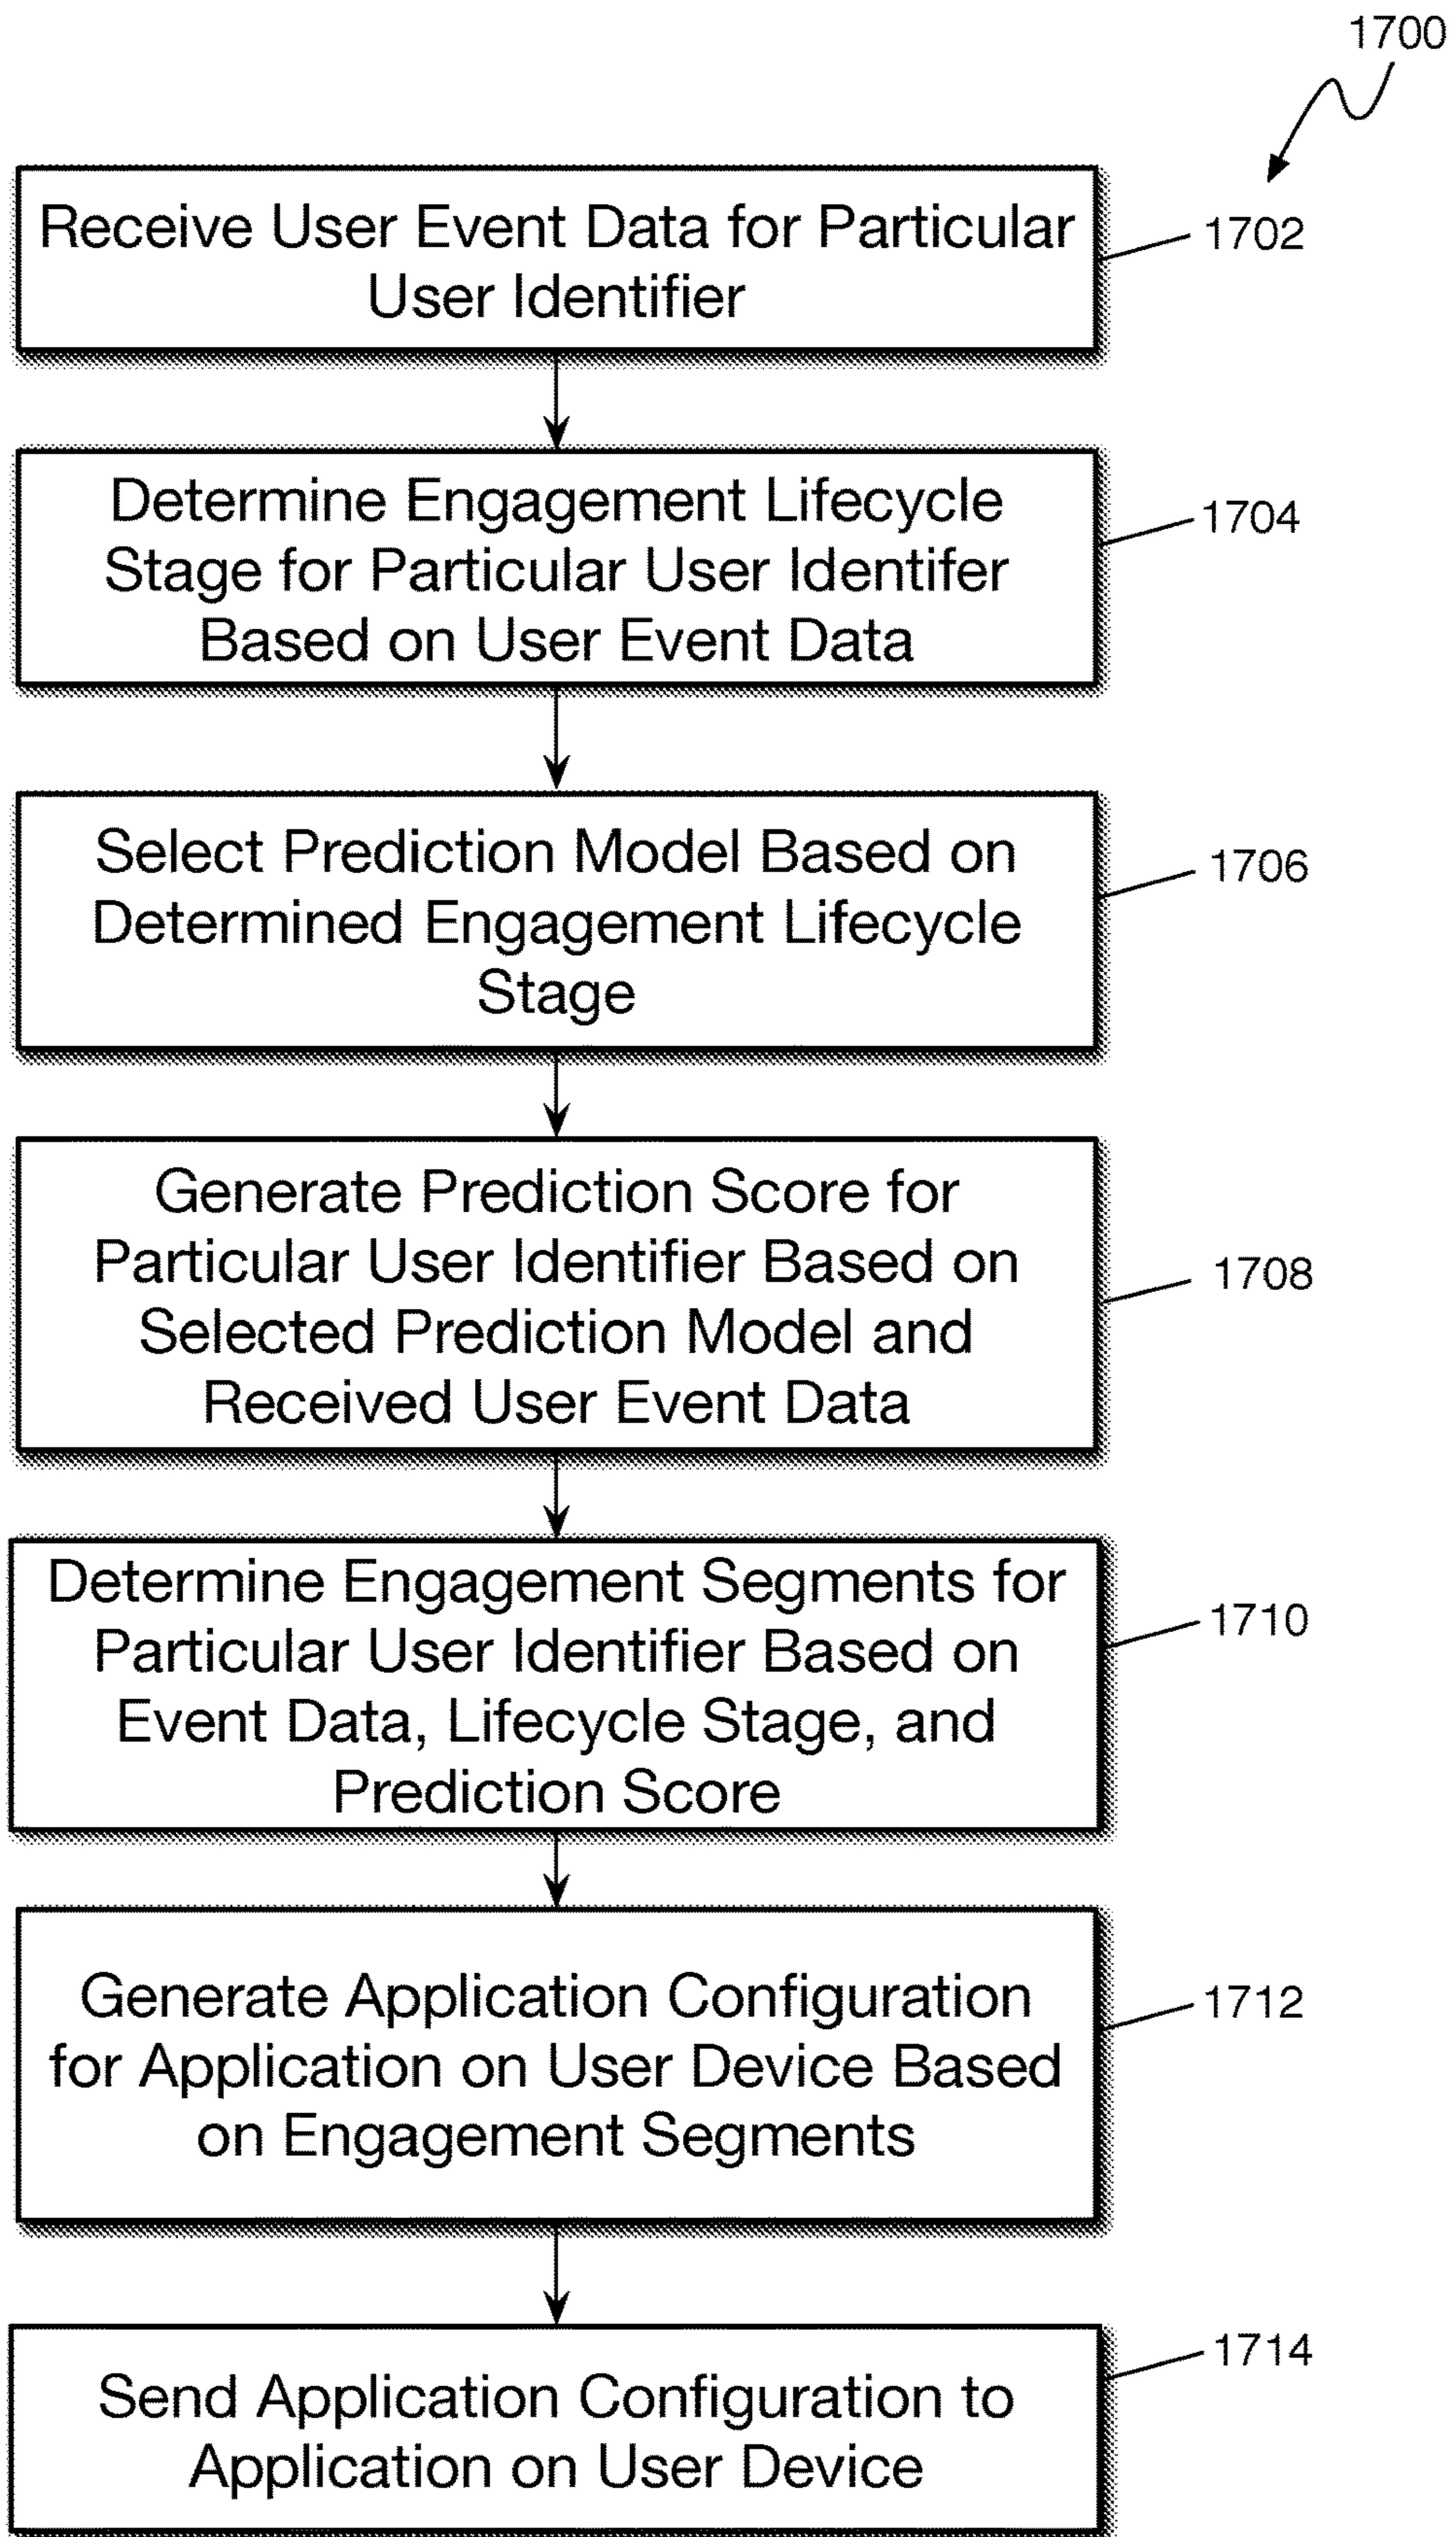 1700
Receive User Event Data for Particular
User Identifier
1702
Determine Engagement Lifecycle
Stage for Particular User Identifer
Based on User Event Data
1704
Select Prediction Model Based on
Determined Engagement Lifecycle
Stage
1706
Generate Prediction Score for
Particular User Identifier Based on
Selected Prediction Model and
Received User Event Data
1708
Determine Engagement Segments for
Particular User Identifier Based on
Event Data, Lifecycle Stage, and
Prediction Score
1710
Generate Application Configuration
for Application on User Device Based
on Engagement Segments
1712
Send Application Configuration to
Application on User Device
1714